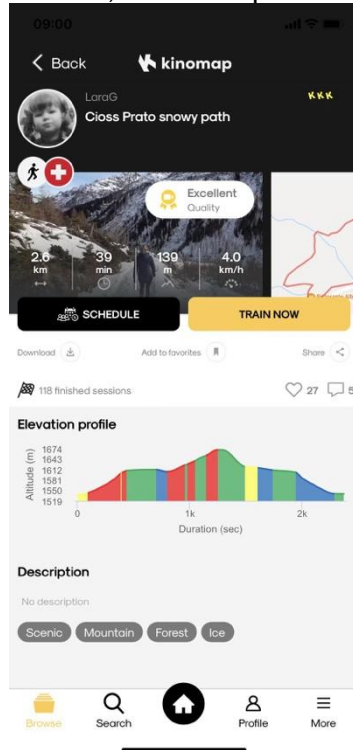 09:00
Back
kinomap
LaraG
KKK
Cioss Prato snowy path
Excellent
Quality
2.6 39 139 4.0
km min m km/h
SCHEDULE TRAIN NOW
Download Add to favorites Share
118 finished sessions 27 5
Elevation profile
Altitude (m)
1674
1643
1612
1581
1550
1519
0 1k 2k
Duration (sec)
Description
No description
Scenic Mountain Forest Ice
Browse Search Profile More